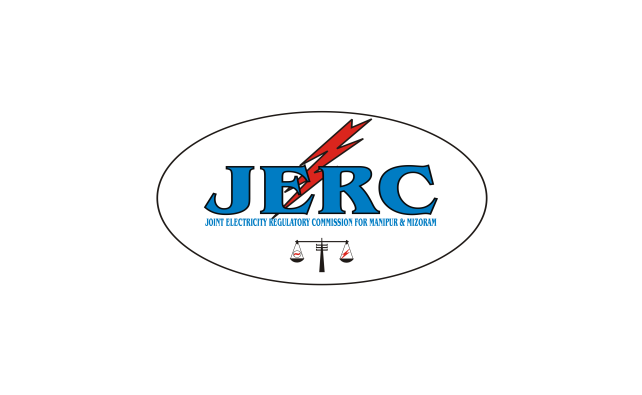 JERC
JOINT ELECTRICITY REGULATORY COMMISSION FOR MANIPUR & MIZORAM